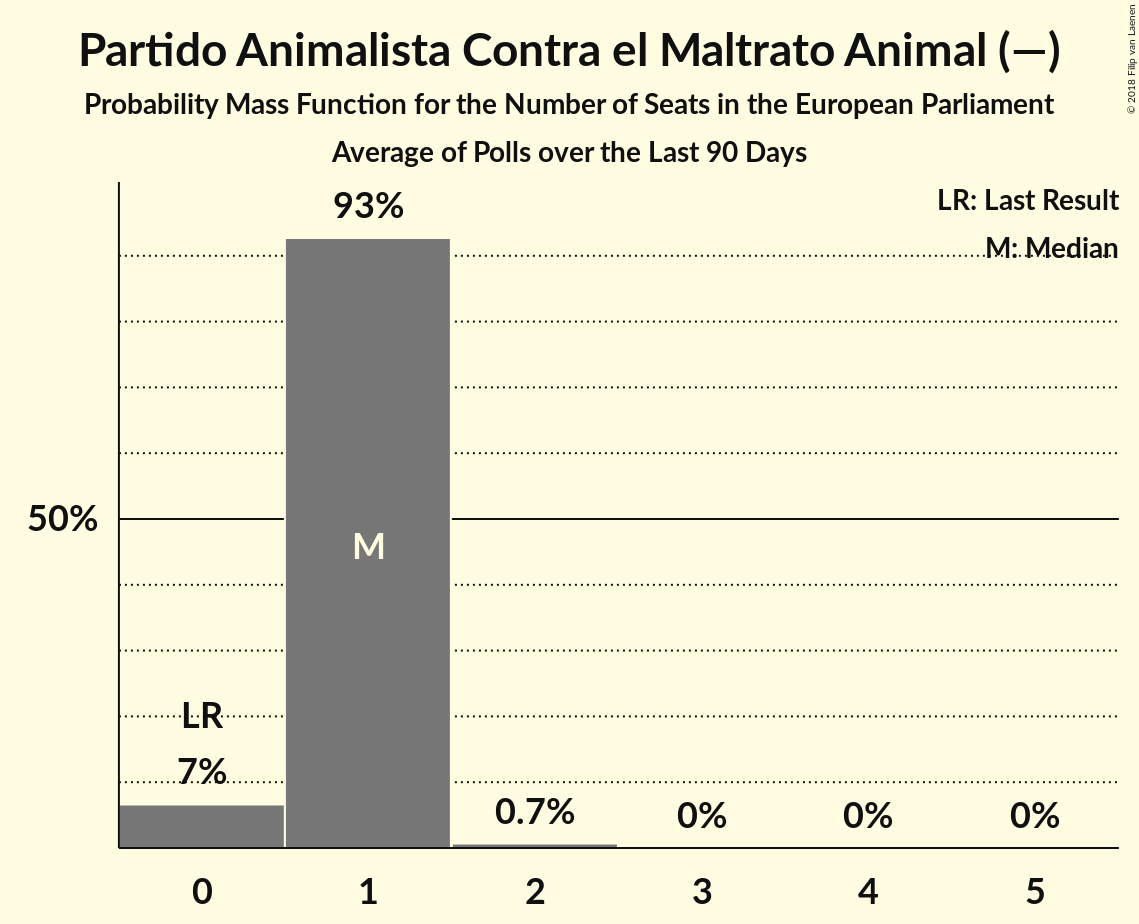 Partido Animalista Contra el Maltrato Animal (—)
Probability Mass Function for the Number of Seats in the European Parliament
Average of Polls over the Last 90 Days
© 2018 Filip van Laenen
LR: Last Result
M: Median
93%
50%
M
LR
7%
0.7%
0%
0%
0%
0 1 2 3 4 5